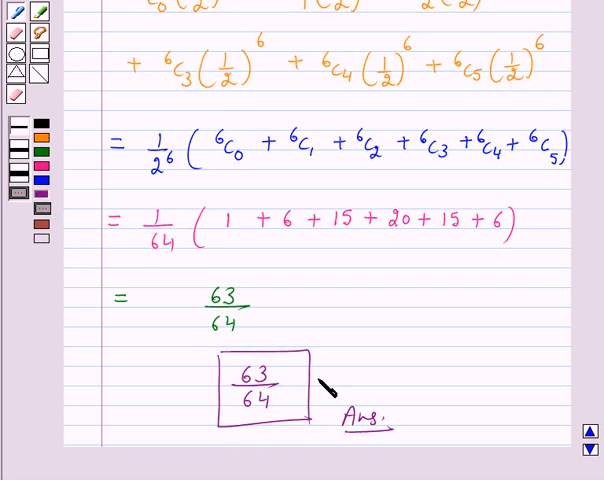 + ⁶C₃(1/2)⁶ + ⁶C₄(1/2)⁶ + ⁶C₅(1/2)⁶
= 1/2⁶ ( ⁶C₀ + ⁶C₁ + ⁶C₂ + ⁶C₃ + ⁶C₄ + ⁶C₅ )
= 1/64 ( 1 + 6 + 15 + 20 + 15 + 6 )
= 63/64
63/64
Ans.